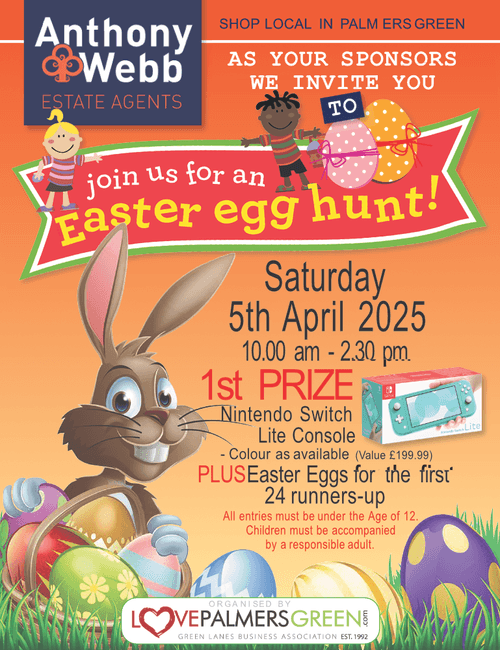 Anthony
Webb
ESTATE AGENTS
SHOP LOCAL IN PALMERS GREEN
AS YOUR SPONSORS
WE INVITE YOU
TO
join us for an
Easter egg hunt!
Saturday
5th April 2025
10.00 am - 2.30 pm.
1st PRIZE
Nintendo Switch
Lite Console
- Colour as available (Value £199.99)
PLUS Easter Eggs for the first
24 runners-up
All entries must be under the Age of 12.
Children must be accompanied
by a responsible adult.
ORGANISED BY
LOVEPALMERSGREEN.com
GREEN LANES BUSINESS ASSOCIATION EST. 1992